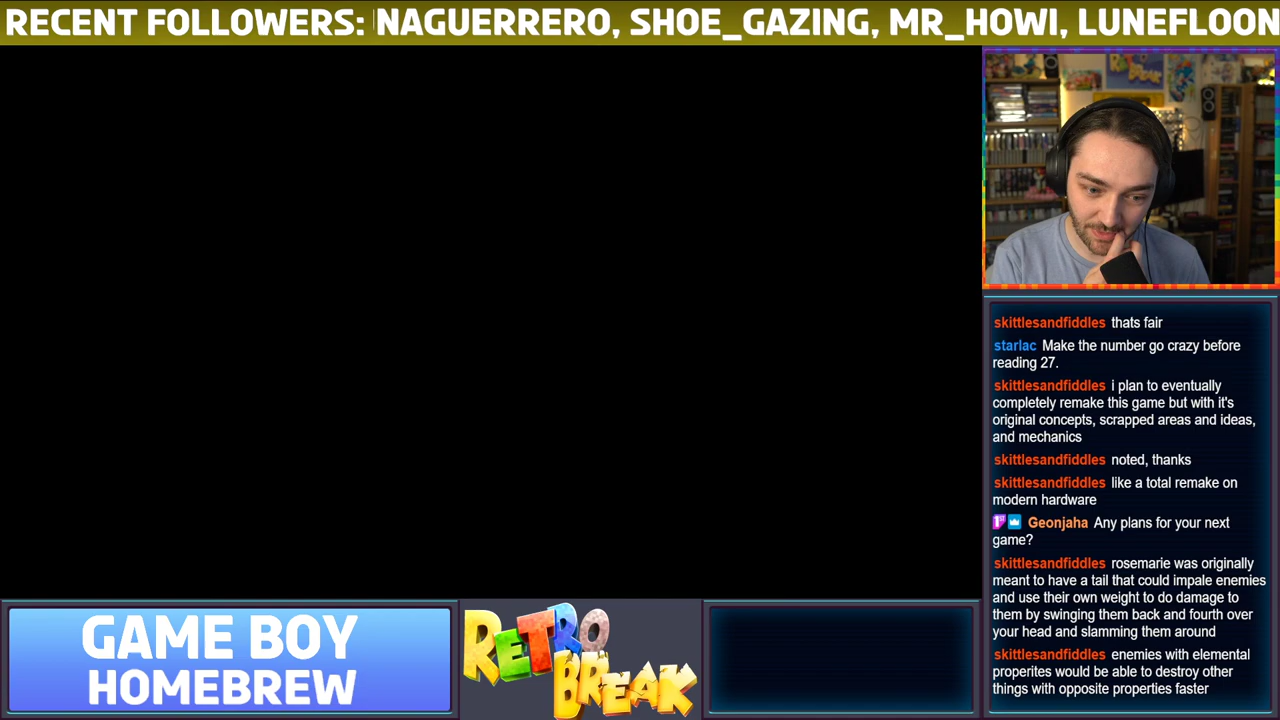 RECENT FOLLOWERS: NAGUERRERO, SHOE_GAZING, MR_HOWI, LUNEFLOON
skittlesandfiddles thats fair
starlac Make the number go crazy before
reading 27.
skittlesandfiddles i plan to eventually
completely remake this game but with it's
original concepts, scrapped areas and ideas,
and mechanics
skittlesandfiddles noted, thanks
skittlesandfiddles like a total remake on
modern hardware
Geonjaha Any plans for your next
game?
skittlesandfiddles rosemarie was originally
meant to have a tail that could impale enemies
and use their own weight to do damage to
them by swinging them back and fourth over
your head and slamming them around
skittlesandfiddles enemies with elemental
properites would be able to destroy other
things with opposite properties faster
GAME BOY
HOMEBREW
RETRO
BREAK